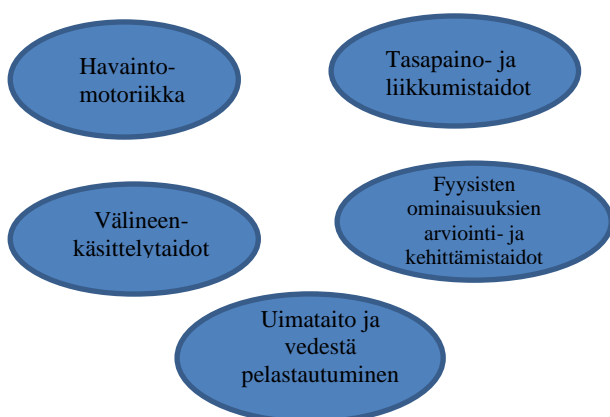 Havainto-
motoriikka
Tasapaino- ja
liikkumistaidot
Välineen-
käsittelytaidot
Fyysisten
ominaisuuksien
arviointi- ja
kehittämistaidot
Uimataito ja
vedestä
pelastautuminen